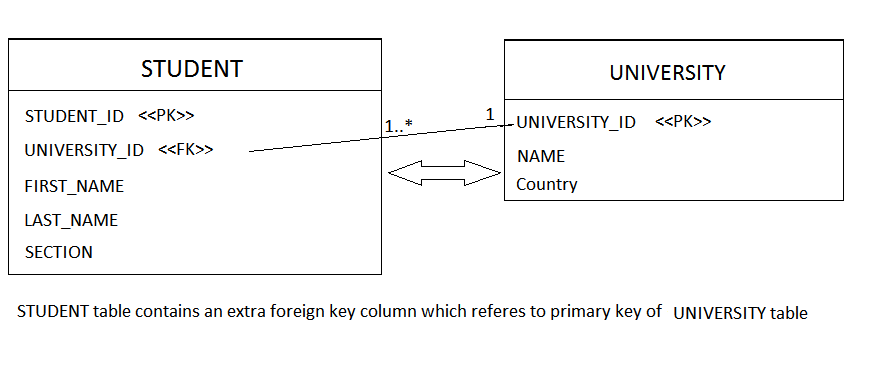 STUDENT
STUDENT_ID <<PK>>
UNIVERSITY_ID <<FK>>
FIRST_NAME
LAST_NAME
SECTION
1..*
1
UNIVERSITY
UNIVERSITY_ID <<PK>>
NAME
Country
STUDENT table contains an extra foreign key column which referes to primary key of UNIVERSITY table